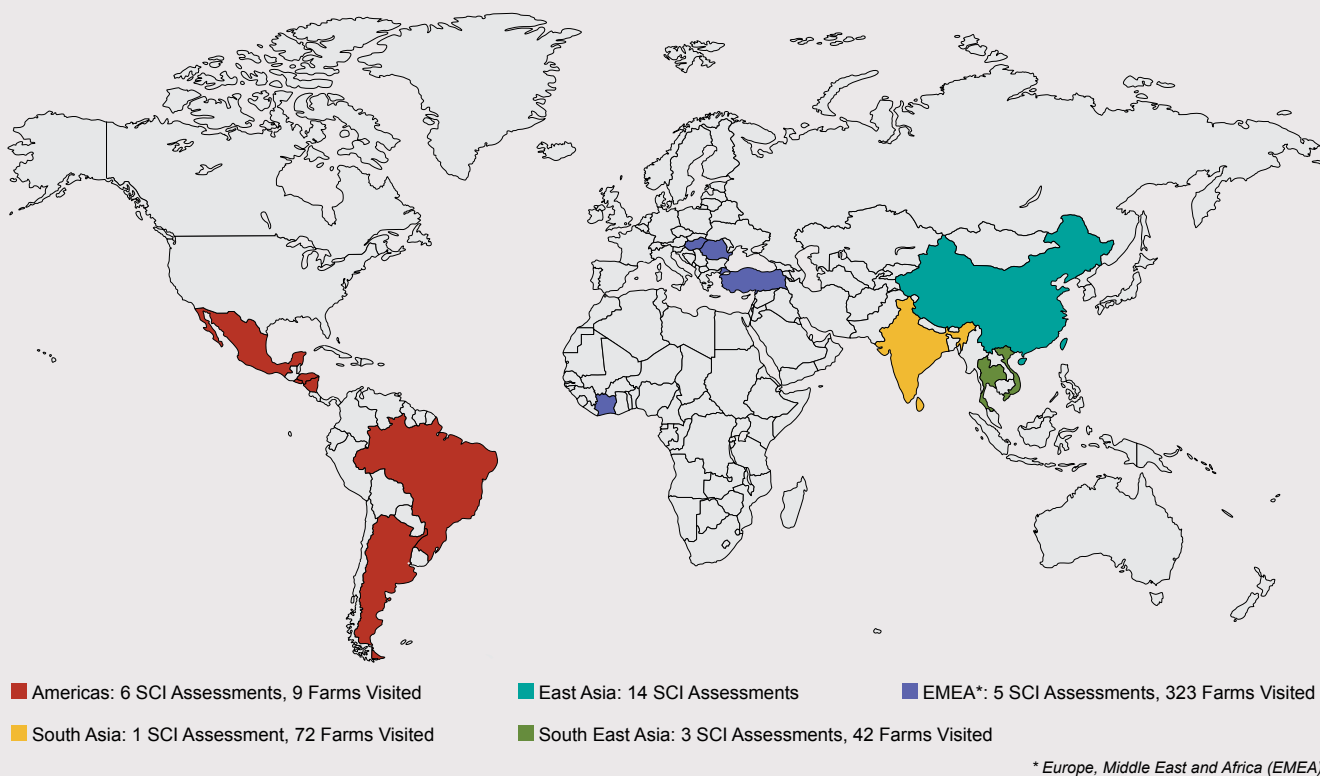 Americas: 6 SCI Assessments, 9 Farms Visited
East Asia: 14 SCI Assessments
EMEA*: 5 SCI Assessments, 323 Farms Visited
South Asia: 1 SCI Assessment, 72 Farms Visited
South East Asia: 3 SCI Assessments, 42 Farms Visited
* Europe, Middle East and Africa (EMEA)